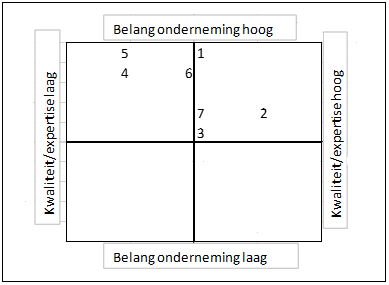 Belang onderneming hoog
Kwaliteit/expertise laag
5 1
4 6
7 2
3
Kwaliteit/expertise hoog
Belang onderneming laag